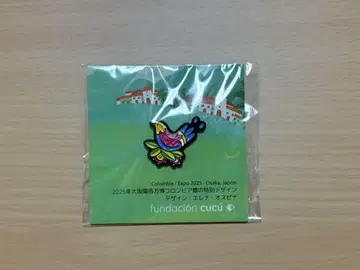 Colombia / Expo 2025 - Osaka, Japón
2025年大阪関西万博コロンビア館の特別デザイン
デザイン・エレナ・オスピナ
fundación cucú